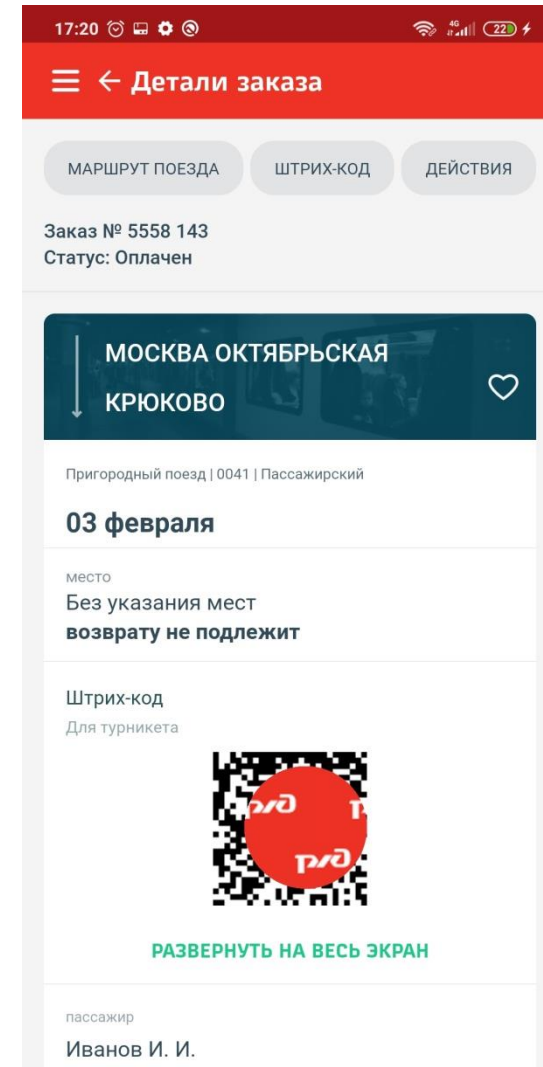 17:20
4G
22
Детали заказа
МАРШРУТ ПОЕЗДА ШТРИХ-КОД ДЕЙСТВИЯ
Заказ № 5558 143
Статус: Оплачен
МОСКВА ОКТЯБРЬСКАЯ
КРЮКОВО
Пригородный поезд | 0041 | Пассажирский
03 февраля
место
Без указания мест
возврату не подлежит
Штрих-код
Для турникета
РАЗВЕРНУТЬ НА ВЕСЬ ЭКРАН
пассажир
Иванов И. И.